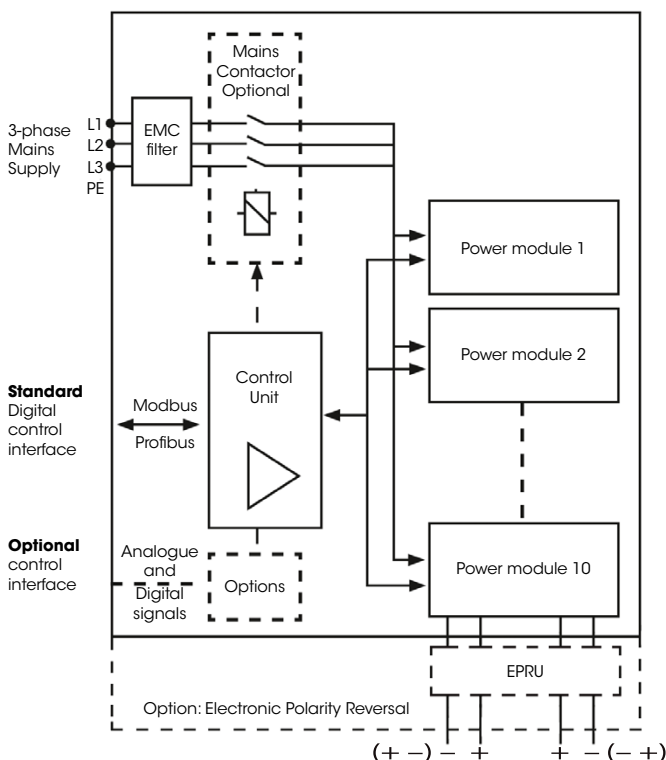 Mains
Contactor
Optional
3-phase
Mains
Supply
L1
L2
L3
PE
EMC
filter
Power module 1
Power module 2
Control
Unit
Standard
Digital
control
interface
Modbus
Profibus
Optional
control
interface
Analogue
and
Digital
signals
Options
Power module 10
EPRU
Option: Electronic Polarity Reversal
(+ −) − + + − (− +)